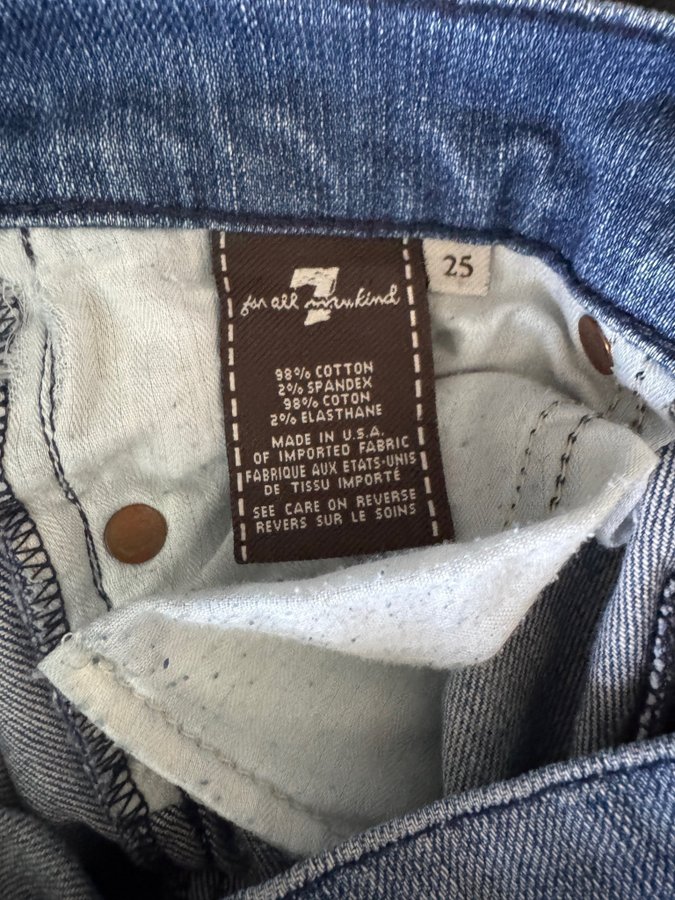 25
7
for all mankind
98% COTTON
2% SPANDEX
98% COTON
2% ELASTHANE
MADE IN U.S.A.
OF IMPORTED FABRIC
FABRIQUE AUX ETATS-UNIS
DE TISSU IMPORTÉ
SEE CARE ON REVERSE
REVERS SUR LE SOINS